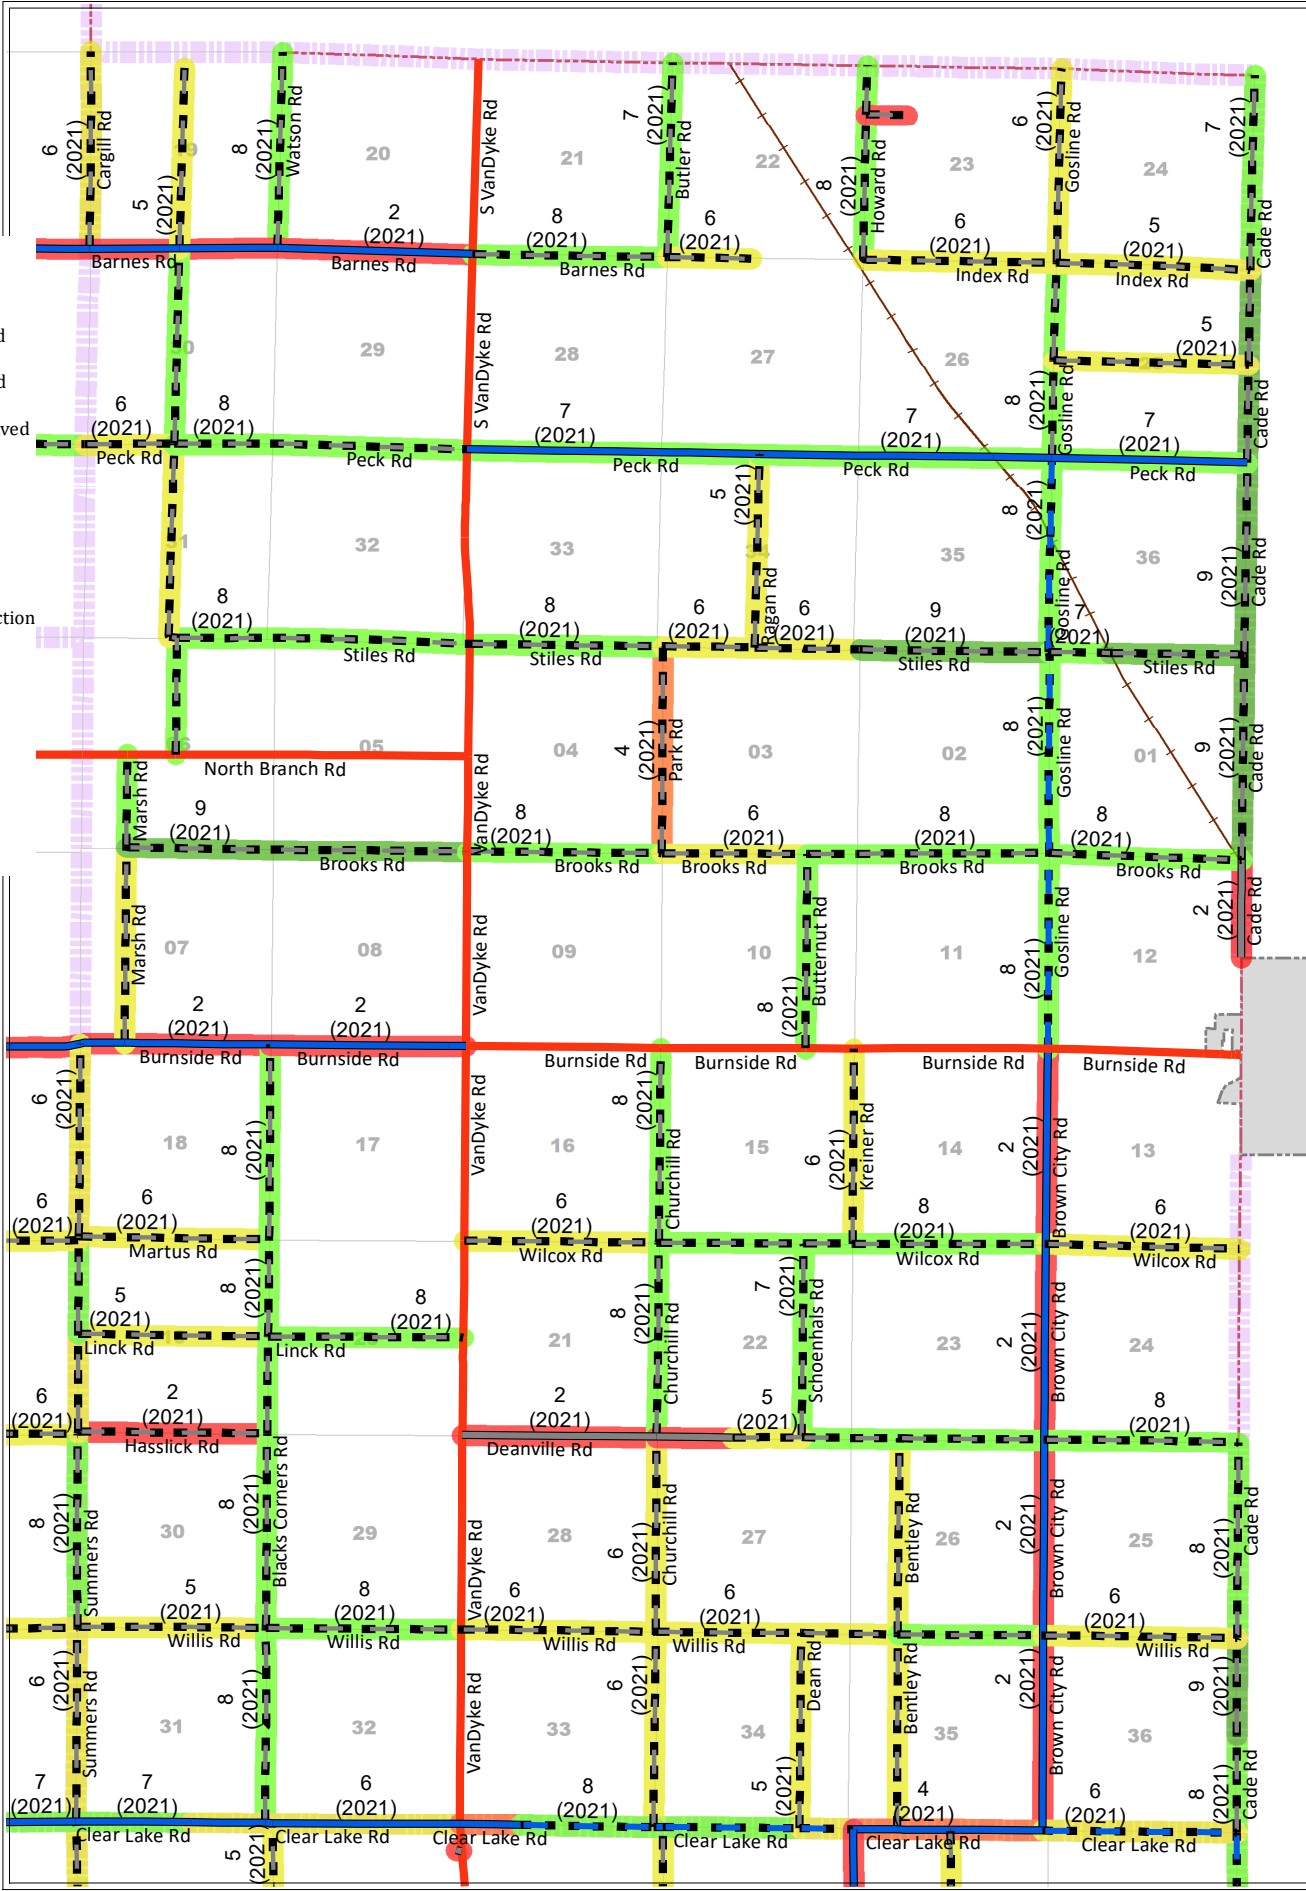 6
(2021)
Cargill Rd
5
(2021)
19
8
(2021)
Watson Rd
20
S VanDyke Rd
21
7
(2021)
Butler Rd
22
8
(2021)
Howard Rd
23
6
(2021)
Gosline Rd
24
7
(2021)
Cade Rd
2
(2021)
8
(2021)
6
(2021)
6
(2021)
5
(2021)
Barnes Rd
Barnes Rd
Barnes Rd
Index Rd
Index Rd
d
30
29
S VanDyke Rd
28
27
26
5
(2021)
d
8
(2021)
Gosline Rd
Cade Rd
ved
6
(2021)
8
(2021)
7
(2021)
7
(2021)
7
(2021)
Peck Rd
Peck Rd
Peck Rd
Peck Rd
Peck Rd
5
(2021)
8
(2021)
31
32
33
34
35
36
9
(2021)
Cade Rd
ction
8
(2021)
8
(2021)
6
(2021)
Ragan Rd
6
(2021)
9
(2021)
Gosline Rd
7
(2021)
Stiles Rd
Stiles Rd
Stiles Rd
Stiles Rd
05
04
4
(2021)
Park Rd
03
02
8
(2021)
Gosline Rd
01
9
(2021)
Cade Rd
North Branch Rd
Marsh Rd
VanDyke Rd
9
(2021)
8
(2021)
6
(2021)
8
(2021)
8
(2021)
Brooks Rd
Brooks Rd
Brooks Rd
Brooks Rd
Brooks Rd
2
(2021)
Cade Rd
Marsh Rd
07
08
VanDyke Rd
09
10
8
(2021)
Butternut Rd
11
8
(2021)
Gosline Rd
12
2
(2021)
2
(2021)
Burnside Rd
Burnside Rd
Burnside Rd
Burnside Rd
Burnside Rd
Burnside Rd
6
(2021)
18
8
(2021)
17
VanDyke Rd
16
8
(2021)
Churchill Rd
15
6
(2021)
Kreiner Rd
14
2
(2021)
Brown City Rd
13
6
(2021)
6
(2021)
6
(2021)
8
(2021)
6
(2021)
Martus Rd
Wilcox Rd
Wilcox Rd
Wilcox Rd
5
(2021)
8
(2021)
8
(2021)
21
8
(2021)
Churchill Rd
22
7
(2021)
Schoenhals Rd
23
2
(2021)
Brown City Rd
24
Linck Rd
Linck Rd
6
(2021)
2
(2021)
2
(2021)
5
(2021)
8
(2021)
Hasslick Rd
Deanville Rd
8
(2021)
Summers Rd
30
8
(2021)
Blacks Corners Rd
29
VanDyke Rd
28
6
(2021)
Churchill Rd
27
Bentley Rd
26
2
(2021)
Brown City Rd
25
8
(2021)
Cade Rd
5
(2021)
8
(2021)
6
(2021)
6
(2021)
6
(2021)
Willis Rd
Willis Rd
Willis Rd
Willis Rd
Willis Rd
6
(2021)
Summers Rd
31
8
(2021)
32
VanDyke Rd
33
6
(2021)
34
Dean Rd
5
(2021)
Bentley Rd
35
2
(2021)
Brown City Rd
36
9
(2021)
7
(2021)
7
(2021)
6
(2021)
8
(2021)
4
(2021)
6
(2021)
8
(2021)
Cade Rd
Clear Lake Rd
Clear Lake Rd
Clear Lake Rd
Clear Lake Rd
Clear Lake Rd
Clear Lake Rd
5
(2021)